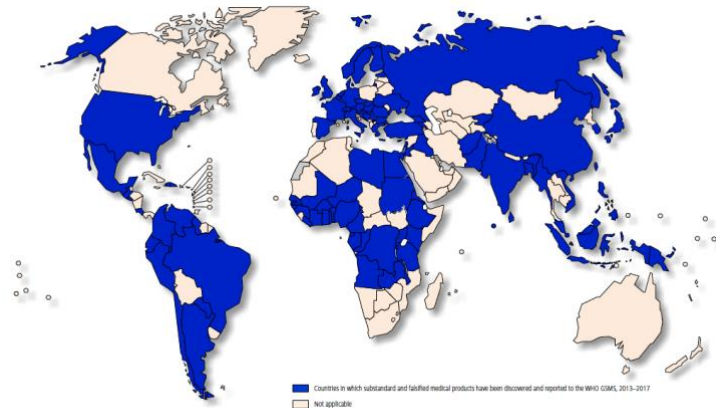 Countries in which substandard and falsified medical products have been discovered and reported to the WHO GSMS, 2013–2017
Not applicable